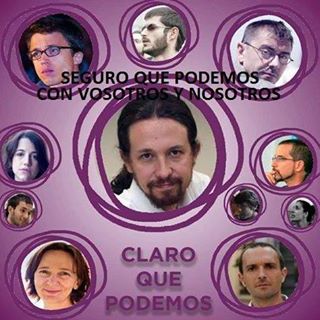 SEGURO QUE PODEMOS
CON VOSOTROS Y NOSOTROS
CLARO
QUE
PODEMOS